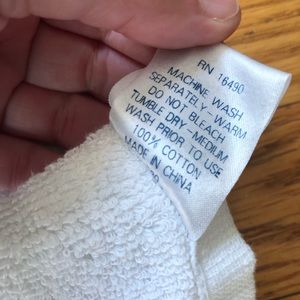 RN 16490
MACHINE WASH
SEPARATELY-WARM
DO NOT BLEACH
TUMBLE DRY-MEDIUM
WASH PRIOR TO USE
100% COTTON
MADE IN CHINA